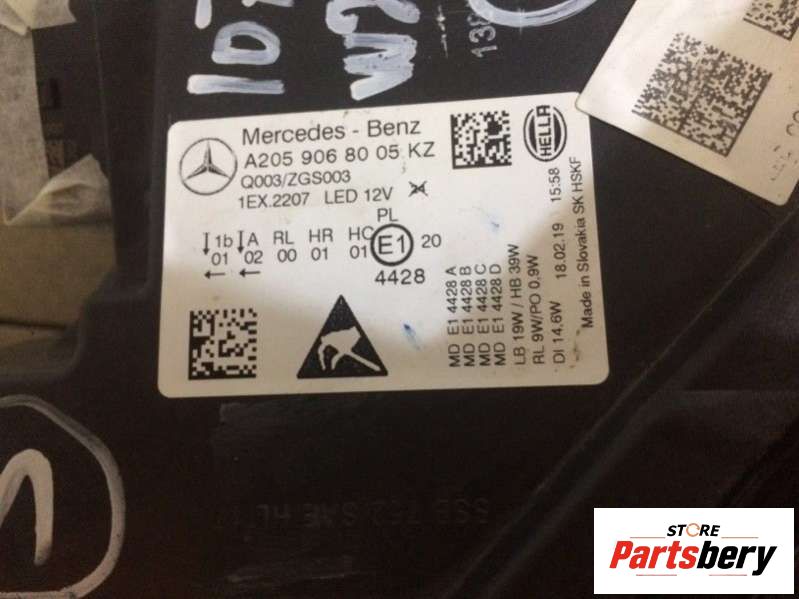 1D
W
13
Mercedes - Benz
A205 906 80 05 KZ
Q003/ZGS003
1EX.2207 LED 12V
HELLA
PL
1b A RL HR HC E1 20
01 02 00 01 01
4428
MD E1 4428 A
MD E1 4428 B
MD E1 4428 C
MD E1 4428 D
LB 19W / HB 39W
RL 9W/PO 0,9W
DI 14,6W 18.02.19 15:58
Made in Slovakia SK HSKF
STORE
Partsbery